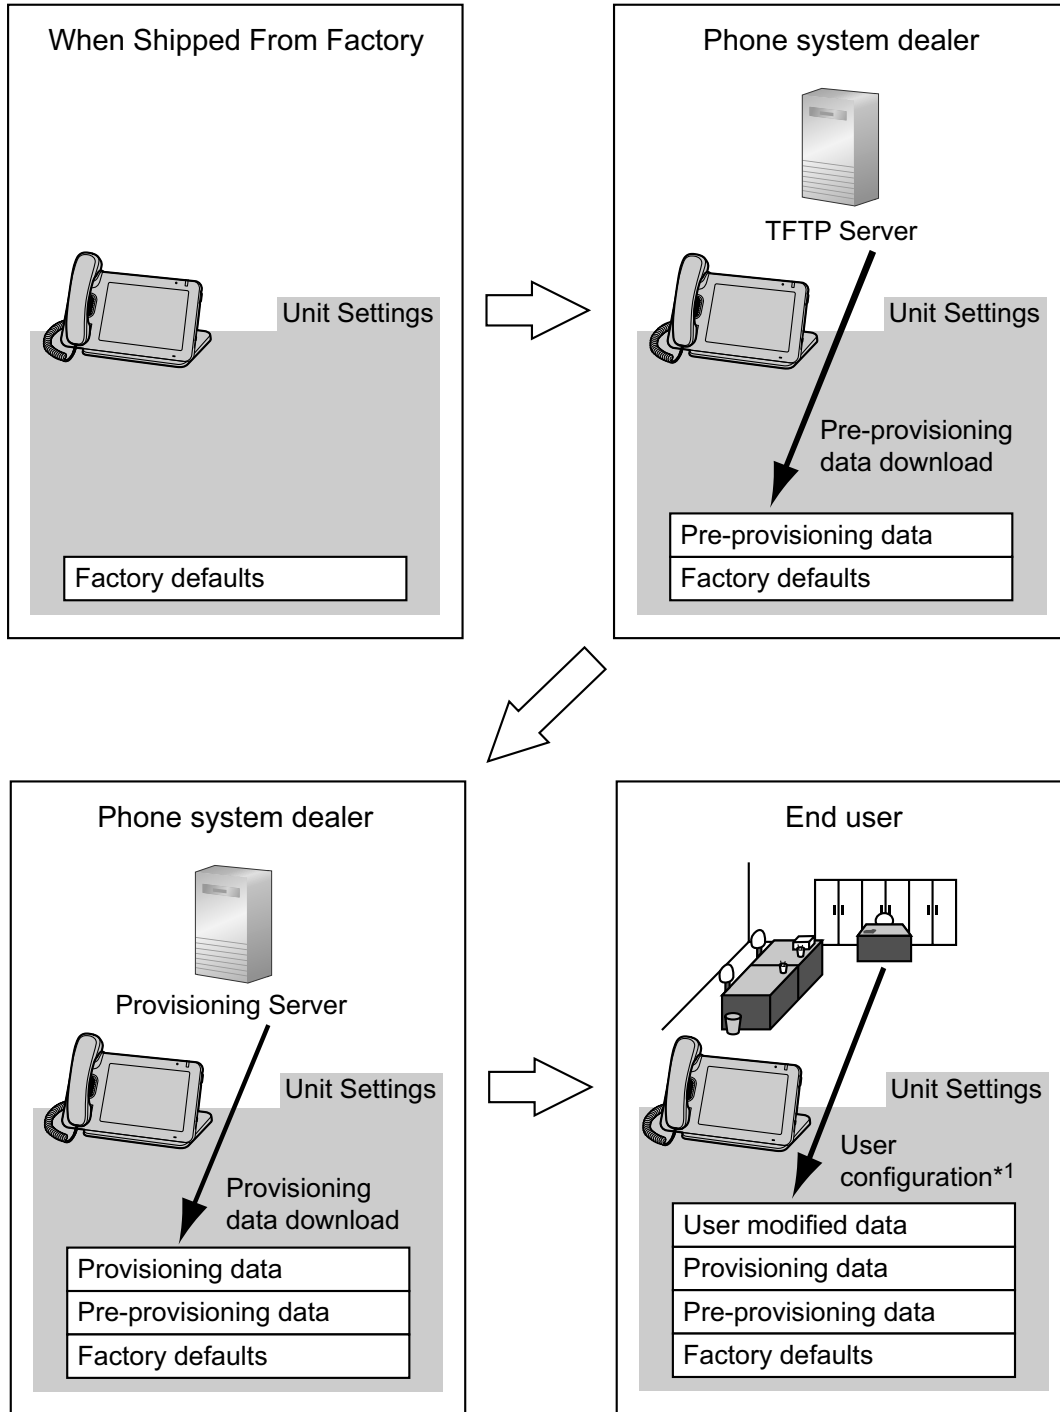 When Shipped From Factory
Unit Settings
Factory defaults
Phone system dealer
TFTP Server
Unit Settings
Pre-provisioning
data download
Pre-provisioning data
Factory defaults
Phone system dealer
Provisioning Server
Unit Settings
Provisioning
data download
Provisioning data
Pre-provisioning data
Factory defaults
End user
Unit Settings
User
configuration*1
User modified data
Provisioning data
Pre-provisioning data
Factory defaults